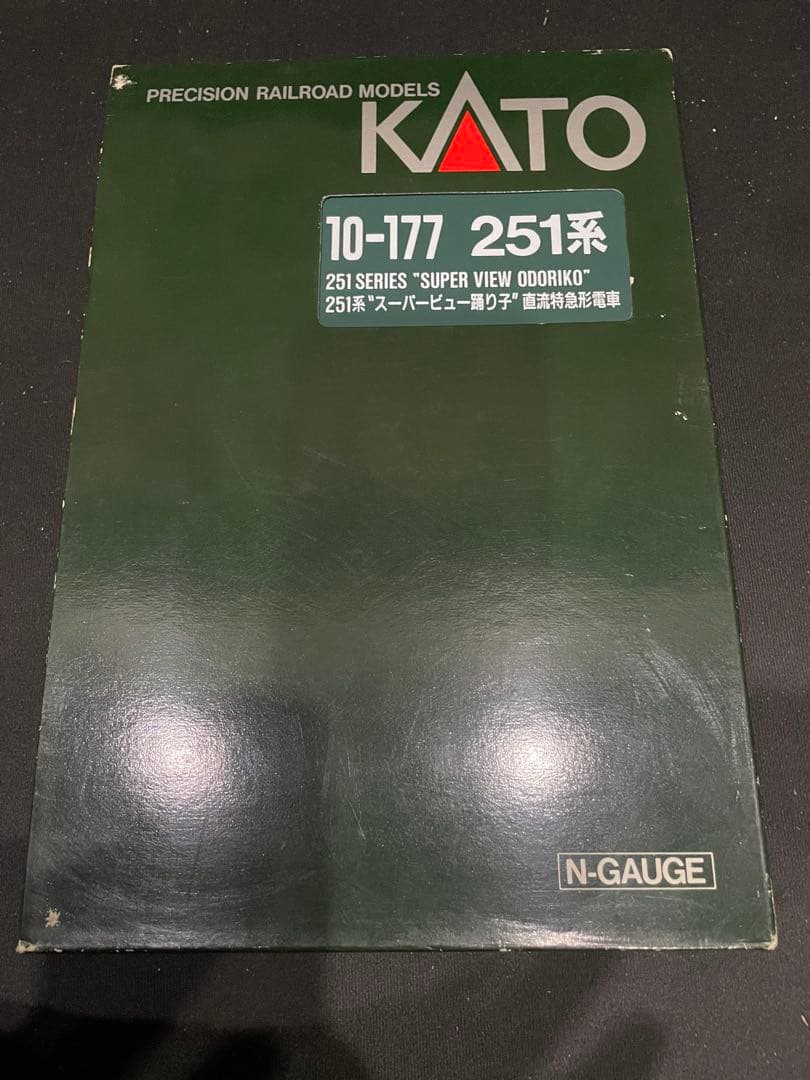 PRECISION RAILROAD MODELS
KATO
10-177 251系
251 SERIES "SUPER VIEW ODORIKO"
251系"スーパービュー踊り子"直流特急形電車
N-GAUGE